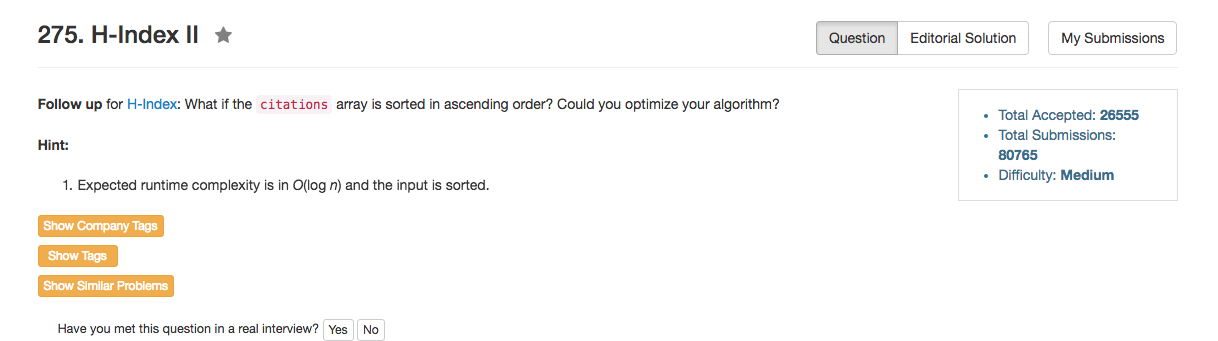 275. H-Index II
Question
Editorial Solution
My Submissions
Follow up for H-Index: What if the citations array is sorted in ascending order? Could you optimize your algorithm?
Total Accepted: 26555
Total Submissions:
80765
Difficulty: Medium
Hint:
1. Expected runtime complexity is in O(log n) and the input is sorted.
Show Company Tags
Show Tags
Show Similar Problems
Have you met this question in a real interview? Yes No